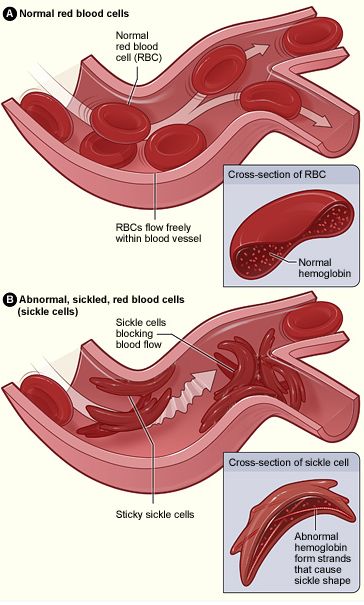 A Normal red blood cells
Normal
red blood
cell (RBC)
RBCs flow freely
within blood vessel
Cross-section of RBC
Normal
hemoglobin
B Abnormal, sickled, red blood cells
(sickle cells)
Sickle cells
blocking
blood flow
Sticky sickle cells
Cross-section of sickle cell
Abnormal
hemoglobin
form strands
that cause
sickle shape